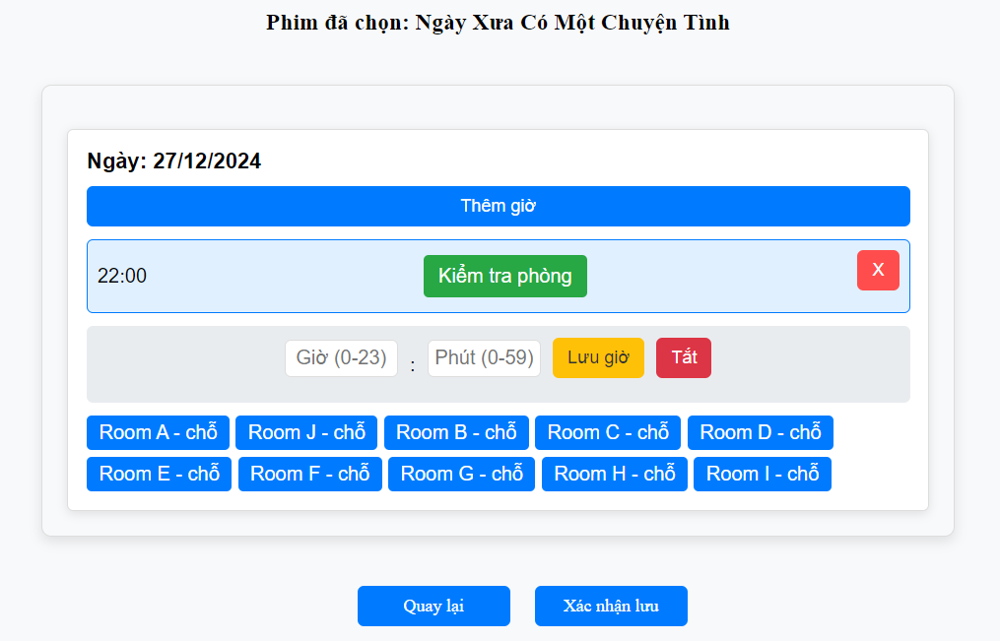 Phim đã chọn: Ngày Xưa Có Một Chuyện Tình
Ngày: 27/12/2024
Thêm giờ
22:00 Kiểm tra phòng X
Giờ (0-23) : Phút (0-59) Lưu giờ Tắt
Room A - chỗ Room J - chỗ Room B - chỗ Room C - chỗ Room D - chỗ
Room E - chỗ Room F - chỗ Room G - chỗ Room H - chỗ Room I - chỗ
Quay lại Xác nhận lưu